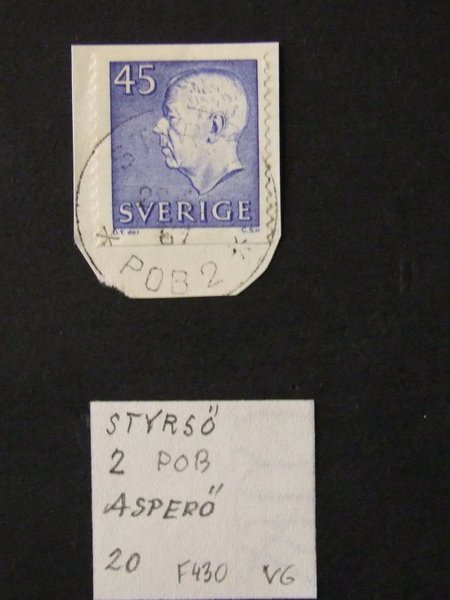 45
SVERIGE
67
* POB 2 *
STYRSÖ
2 POB
ASPERÖ
20 F430 VG